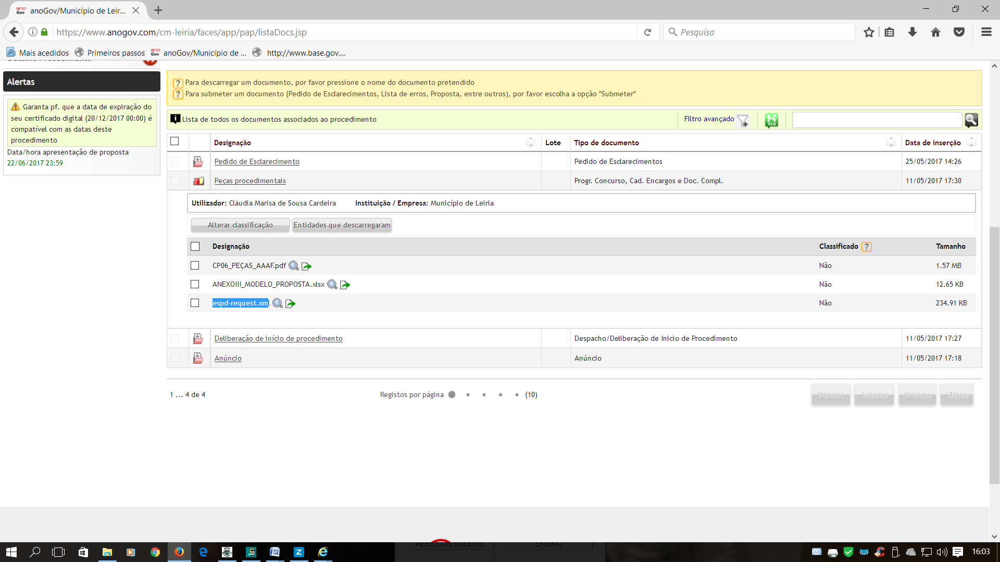 anoGov/Município de Leir...
https://www.anogov.com/cm-leiria/faces/app/pap/listaDocs.jsp
Pesquisa
Mais acedidos
Primeiros passos
anoGov/Município de ...
http://www.base.gov....
Alertas
Garanta pf. que a data de expiração do
seu certificado digital (20/12/2017 00:00) é
compatível com as datas deste
procedimento
Data/hora apresentação de proposta
22/06/2017 23:59
Para descarregar um documento, por favor pressione o nome do documento pretendido
Para submeter um documento (Pedido de Esclarecimentos, Lista de erros, Proposta, entre outros), por favor escolha a opção "Submeter"
Lista de todos os documentos associados ao procedimento
Filtro avançado
XLS
Designação Lote Tipo de documento Data de inserção
Pedido de Esclarecimento Pedido de Esclarecimentos 25/05/2017 14:26
Peças procedimentais Progr. Concurso, Cad. Encargos e Doc. Compl. 11/05/2017 17:30
Utilizador: Cláudia Marisa de Sousa Cardeira Instituição / Empresa: Município de Leiria
Alterar classificação Entidades que descarregaram
Designação Classificado ? Tamanho
CP06_PEÇAS_AAAF.pdf Não 1.57 MB
ANEXOIII_MODELO_PROPOSTA.xlsx Não 12.65 KB
espd-request.xml Não 234.91 KB
Deliberação de início de procedimento Despacho/Deliberação de Inicio de Procedimento 11/05/2017 17:27
Anúncio Anúncio 11/05/2017 17:18
1 ... 4 de 4
Registos por página (10)
Primeira Anterior Próxima Última
RESÍDUOS SÓLIDOS ENSINO
16:03